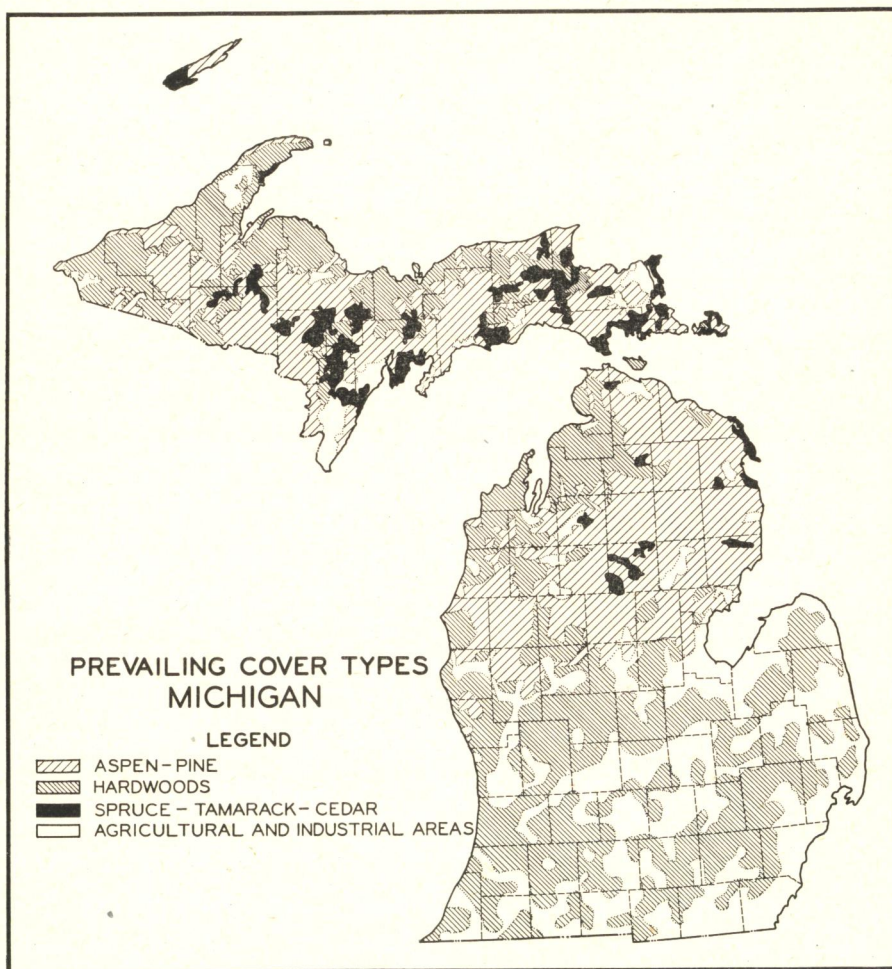 PREVAILING COVER TYPES
MICHIGAN
LEGEND
ASPEN-PINE
HARDWOODS
SPRUCE-TAMARACK-CEDAR
AGRICULTURAL AND INDUSTRIAL AREAS